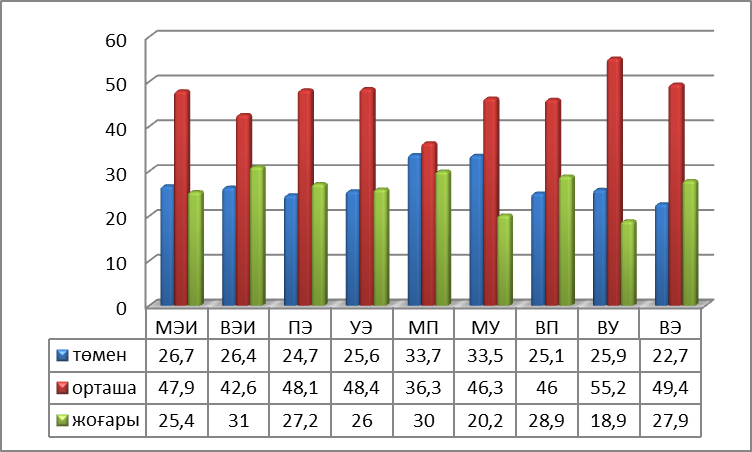 60
50
40
30
20
10
0
МЭИ ВЭИ ПЭ УЭ МП МУ ВП ВУ ВЭ
төмен 26,7 26,4 24,7 25,6 33,7 33,5 25,1 25,9 22,7
орташа 47,9 42,6 48,1 48,4 36,3 46,3 46 55,2 49,4
жоғары 25,4 31 27,2 26 30 20,2 28,9 18,9 27,9